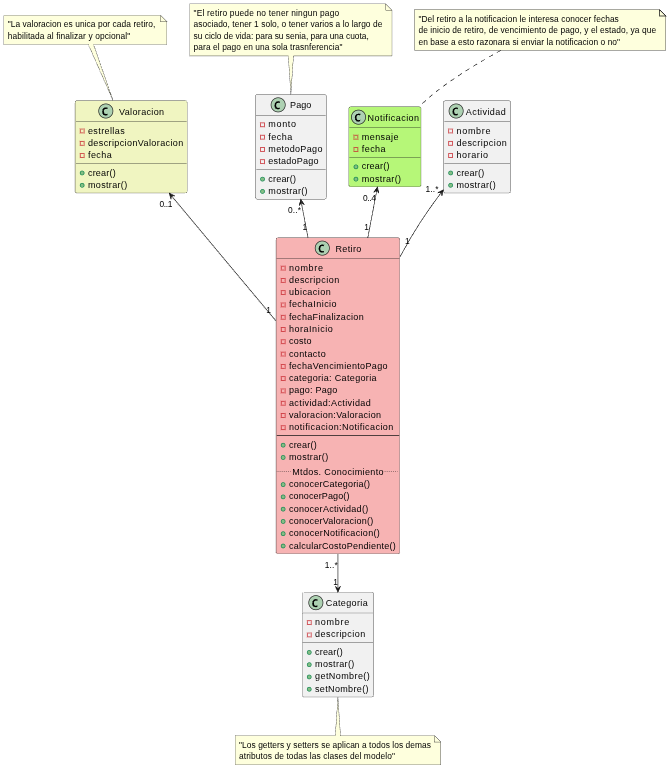 "La valoracion es unica por cada retiro,
habilitada al finalizar y opcional"
"El retiro puede no tener ningun pago
asociado, tener 1 solo, o tener varios a lo largo de
su ciclo de vida: para su senia, para una cuota,
para el pago en una sola trasnferencia"
"Del retiro a la notificacion le interesa conocer fechas
de inicio de retiro, de vencimiento de pago, y el estado, ya que
en base a esto razonara si enviar la notificacion o no"
C Valoracion
estrellas
descripcionValoracion
fecha
crear()
mostrar()
C Pago
monto
fecha
metodoPago
estadoPago
crear()
mostrar()
C Notificacion
mensaje
fecha
crear()
mostrar()
C Actividad
nombre
descripcion
horario
crear()
mostrar()
0..1
0..*
0..4
1..*
1
1
1
1
C Retiro
nombre
descripcion
ubicacion
fechaInicio
fechaFinalizacion
horaInicio
costo
contacto
fechaVencimientoPago
categoria: Categoria
pago: Pago
actividad:Actividad
valoracion:Valoracion
notificacion:Notificacion
crear()
mostrar()
Mtdos. Conocimiento
conocerCategoria()
conocerPago()
conocerActividad()
conocerValoracion()
conocerNotificacion()
calcularCostoPendiente()
1..*
1
C Categoria
nombre
descripcion
crear()
mostrar()
getNombre()
setNombre()
"Los getters y setters se aplican a todos los demas
atributos de todas las clases del modelo"